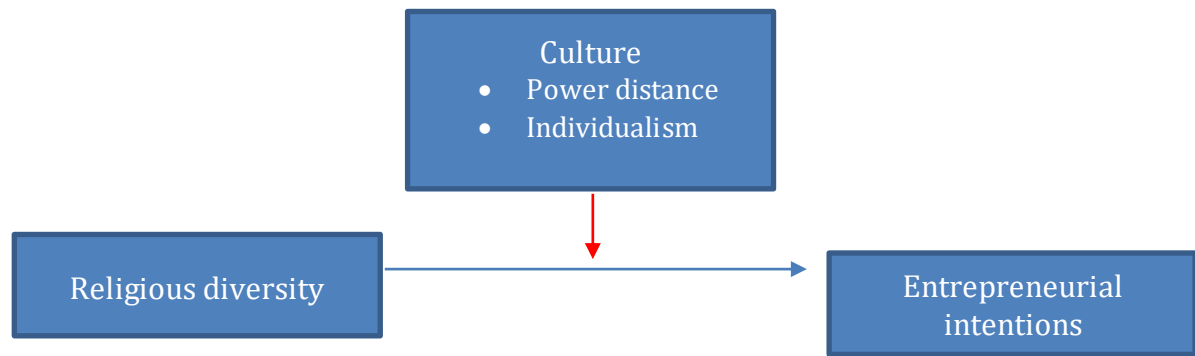 Culture
• Power distance
• Individualism
Religious diversity
Entrepreneurial
intentions